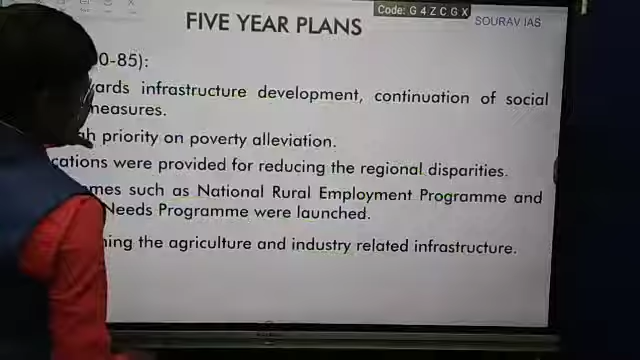 Code: G 4 Z C G X
FIVE YEAR PLANS
SOURAV IAS
0-85):
ards infrastructure development, continuation of social
measures.
h priority on poverty alleviation.
cations were provided for reducing the regional disparities.
mes such as National Rural Employment Programme and
Needs Programme were launched.
ning the agriculture and industry related infrastructure.